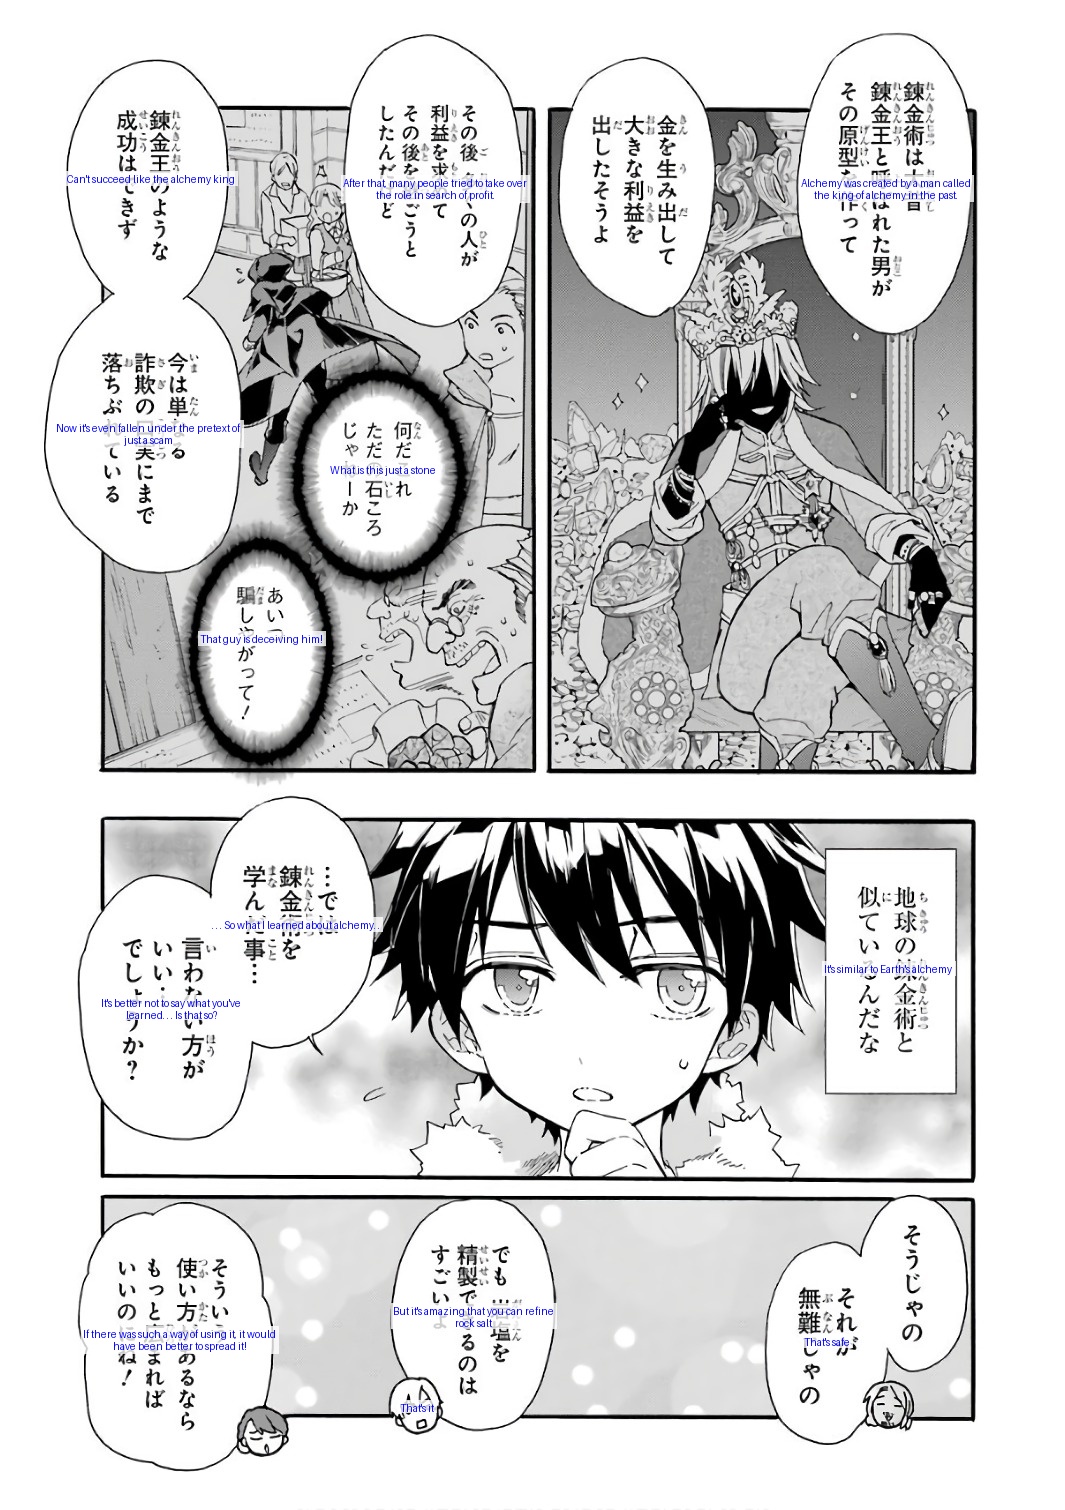 錬金術は大昔
錬金王と呼ばれた男が
その原型を作って
Alchemy was created by a man called
the king of alchemy in the past.
金を生み出して
大きな利益を
出したそうよ
その後 多くの人が
利益を求めて
その後を
したんだけど
After that, many people tried to take over
the role in search of profit.
錬金王のような
成功はできず
Can't succeed like the alchemy king
今は単なる
詐欺の口実にまで
落ちぶれている
Now it's even fallen under the pretext of
just a scam
何だこれ
ただの石ころ
じゃねーか
What is this just a stone
あいつ
騙しやがって!
That guy is deceiving him!
地球の錬金術と
似ているんだな
It's similar to Earth's alchemy
…では
錬金術を
学んだ事…
... So what I learned about alchemy...
言わない方が
いい…
でしょうか?
It's better not to say what you've
learned... Is that so?
そうじゃの
それが
無難じゃの
That's safe
でも 岩塩を
精製できるのは
すごいよ
But it's amazing that you can refine
rock salt
That's it
そういう
使い方があるなら
もっと広まれば
いいのにね!
If there was such a way of using it, it would
have been better to spread it!